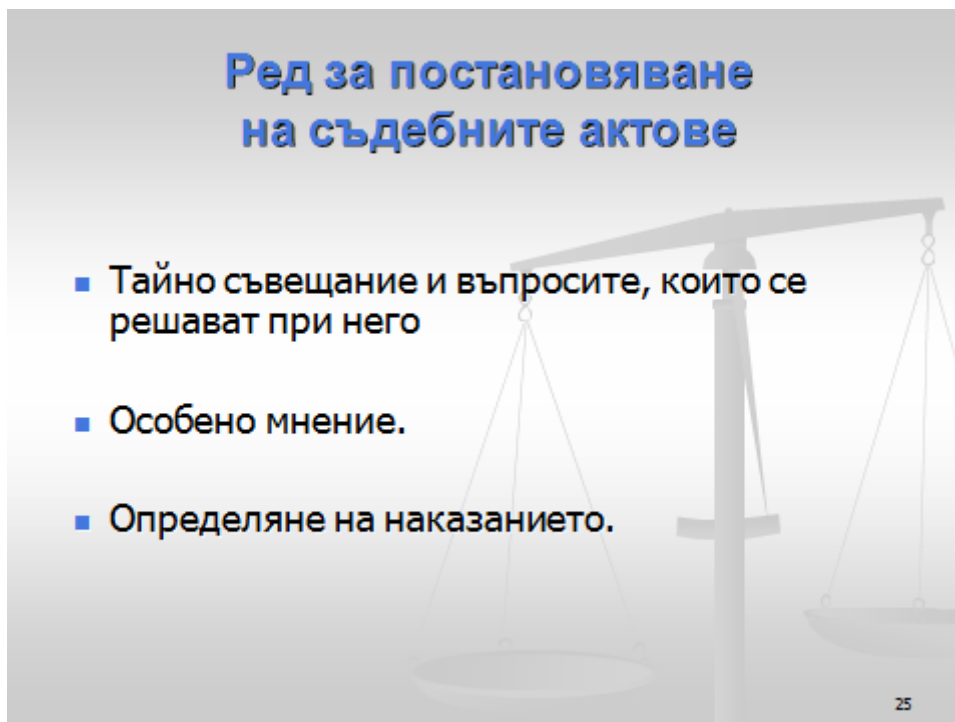 Ред за постановяване
на съдебните актове
Тайно съвещание и въпросите, които се
решават при него
Особено мнение.
Определяне на наказанието.
25